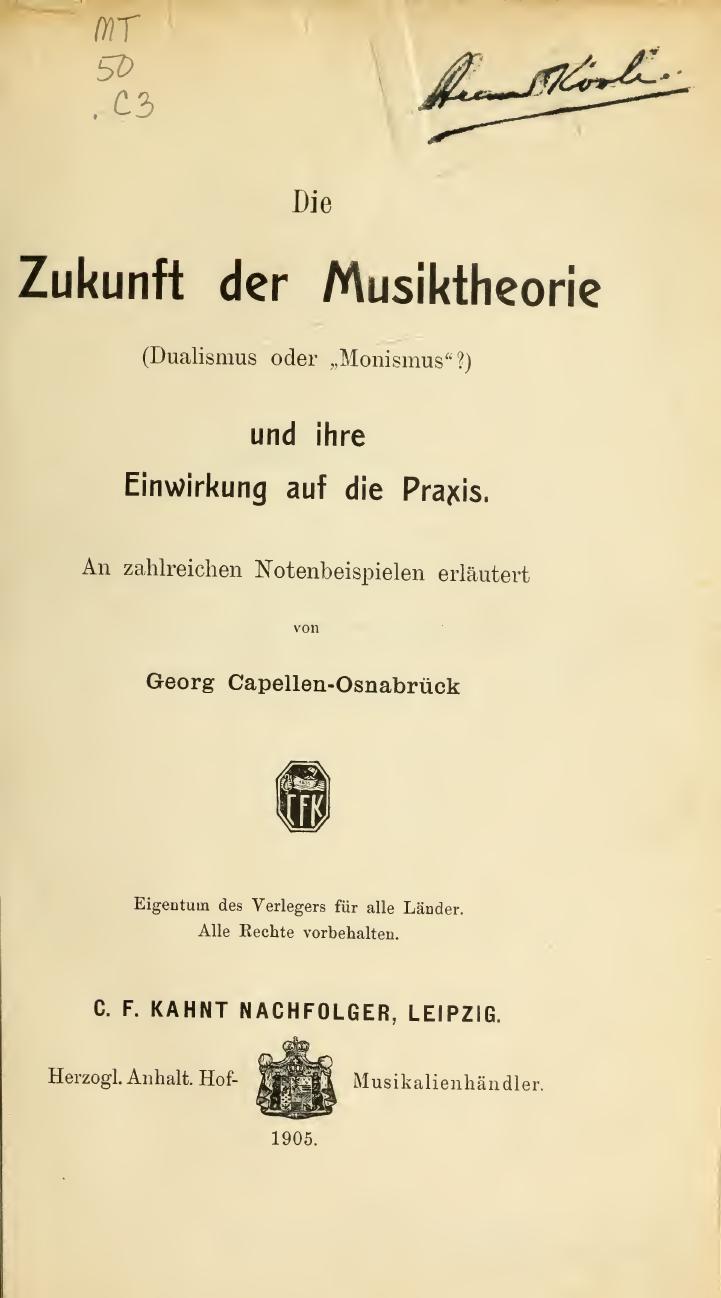 MT
50
.C3
Die
Zukunft der Musiktheorie
(Dualismus oder „Monismus“?)
und ihre
Einwirkung auf die Praxis.
An zahlreichen Notenbeispielen erläutert
von
Georg Capellen-Osnabrück
CFK
Eigentum des Verlegers für alle Länder.
Alle Rechte vorbehalten.
C. F. KAHNT NACHFOLGER, LEIPZIG.
Herzogl. Anhalt. Hof- Musikalienhändler.
1905.